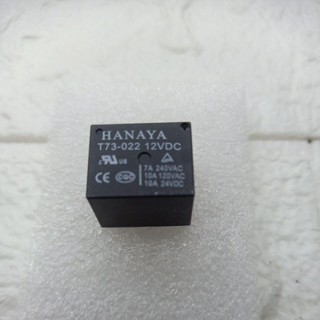 HANAYA
T73-022 12VDC
7A 240VAC
10A 120VAC
10A 24VDC